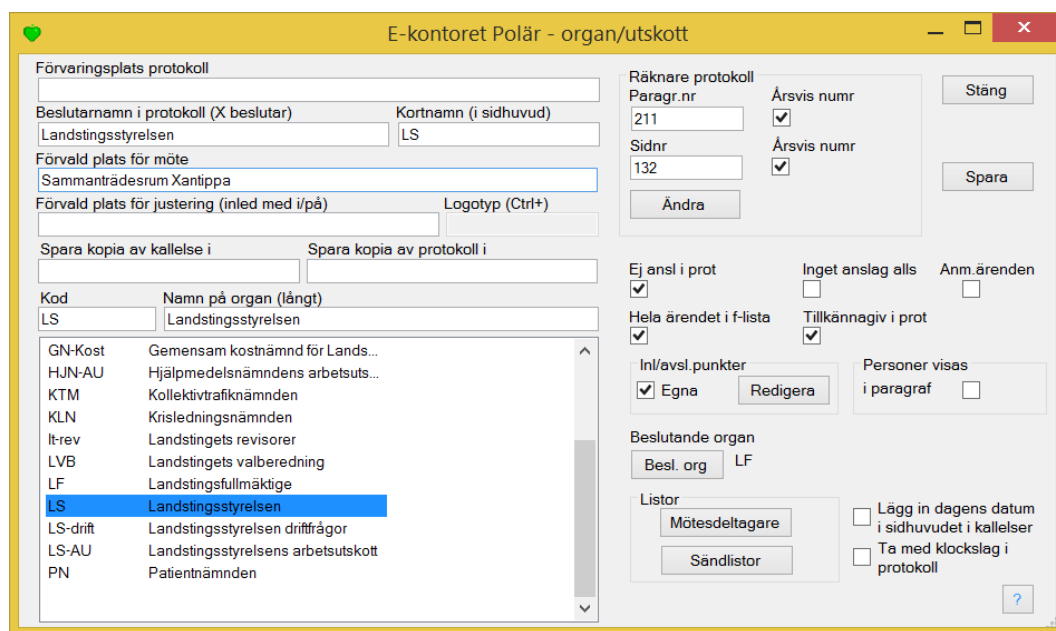 E-kontoret Polär - organ/utskott
Förvaringsplats protokoll
Beslutarnamn i protokoll (X beslutar) Kortnamn (i sidhuvud)
Landstingsstyrelsen LS
Förvald plats för möte
Sammanträdesrum Xantippa
Förvald plats för justering (inled med i/på) Logotyp (Ctrl+)
Spara kopia av kallelse i Spara kopia av protokoll i
Kod Namn på organ (långt)
LS Landstingsstyrelsen
GN-Kost Gemensam kostnämnd för Lands...
HJN-AU Hjälpmedelsnämndens arbetsuts...
KTM Kollektivtrafiknämnden
KLN Krisledningsnämnden
lt-rev Landstingets revisorer
LVB Landstingets valberedning
LF Landstingsfullmäktige
LS Landstingsstyrelsen
LS-drift Landstingsstyrelsen driftfrågor
LS-AU Landstingsstyrelsens arbetsutskott
PN Patientnämnden
Räknare protokoll
Paragr.nr Årsvis numr
211
Sidnr Årsvis numr
132
Ändra
Stäng
Spara
Ej ansl i prot Inget anslag alls Anm.ärenden
Hela ärendet i f-lista Tillkännagiv i prot
Inl/avsl.punkter
Egna Redigera
Personer visas
i paragraf
Beslutande organ
Besl. org LF
Listor
Mötesdeltagare
Sändlistor
Lägg in dagens datum
i sidhuvudet i kallelser
Ta med klockslag i
protokoll
?